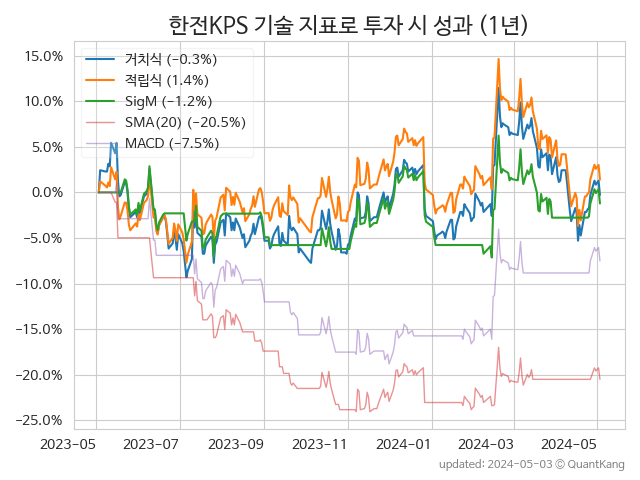 한전KPS 기술 지표로 투자 시 성과 (1년)
거치식 (−0.3%)
적립식 (1.4%)
SigM (−1.2%)
SMA(20) (−20.5%)
MACD (−7.5%)
15.0%
10.0%
5.0%
0.0%
−5.0%
−10.0%
−15.0%
−20.0%
−25.0%
2023-05 2023-07 2023-09 2023-11 2024-01 2024-03 2024-05
updated: 2024-05-03 ⓒ QuantKang